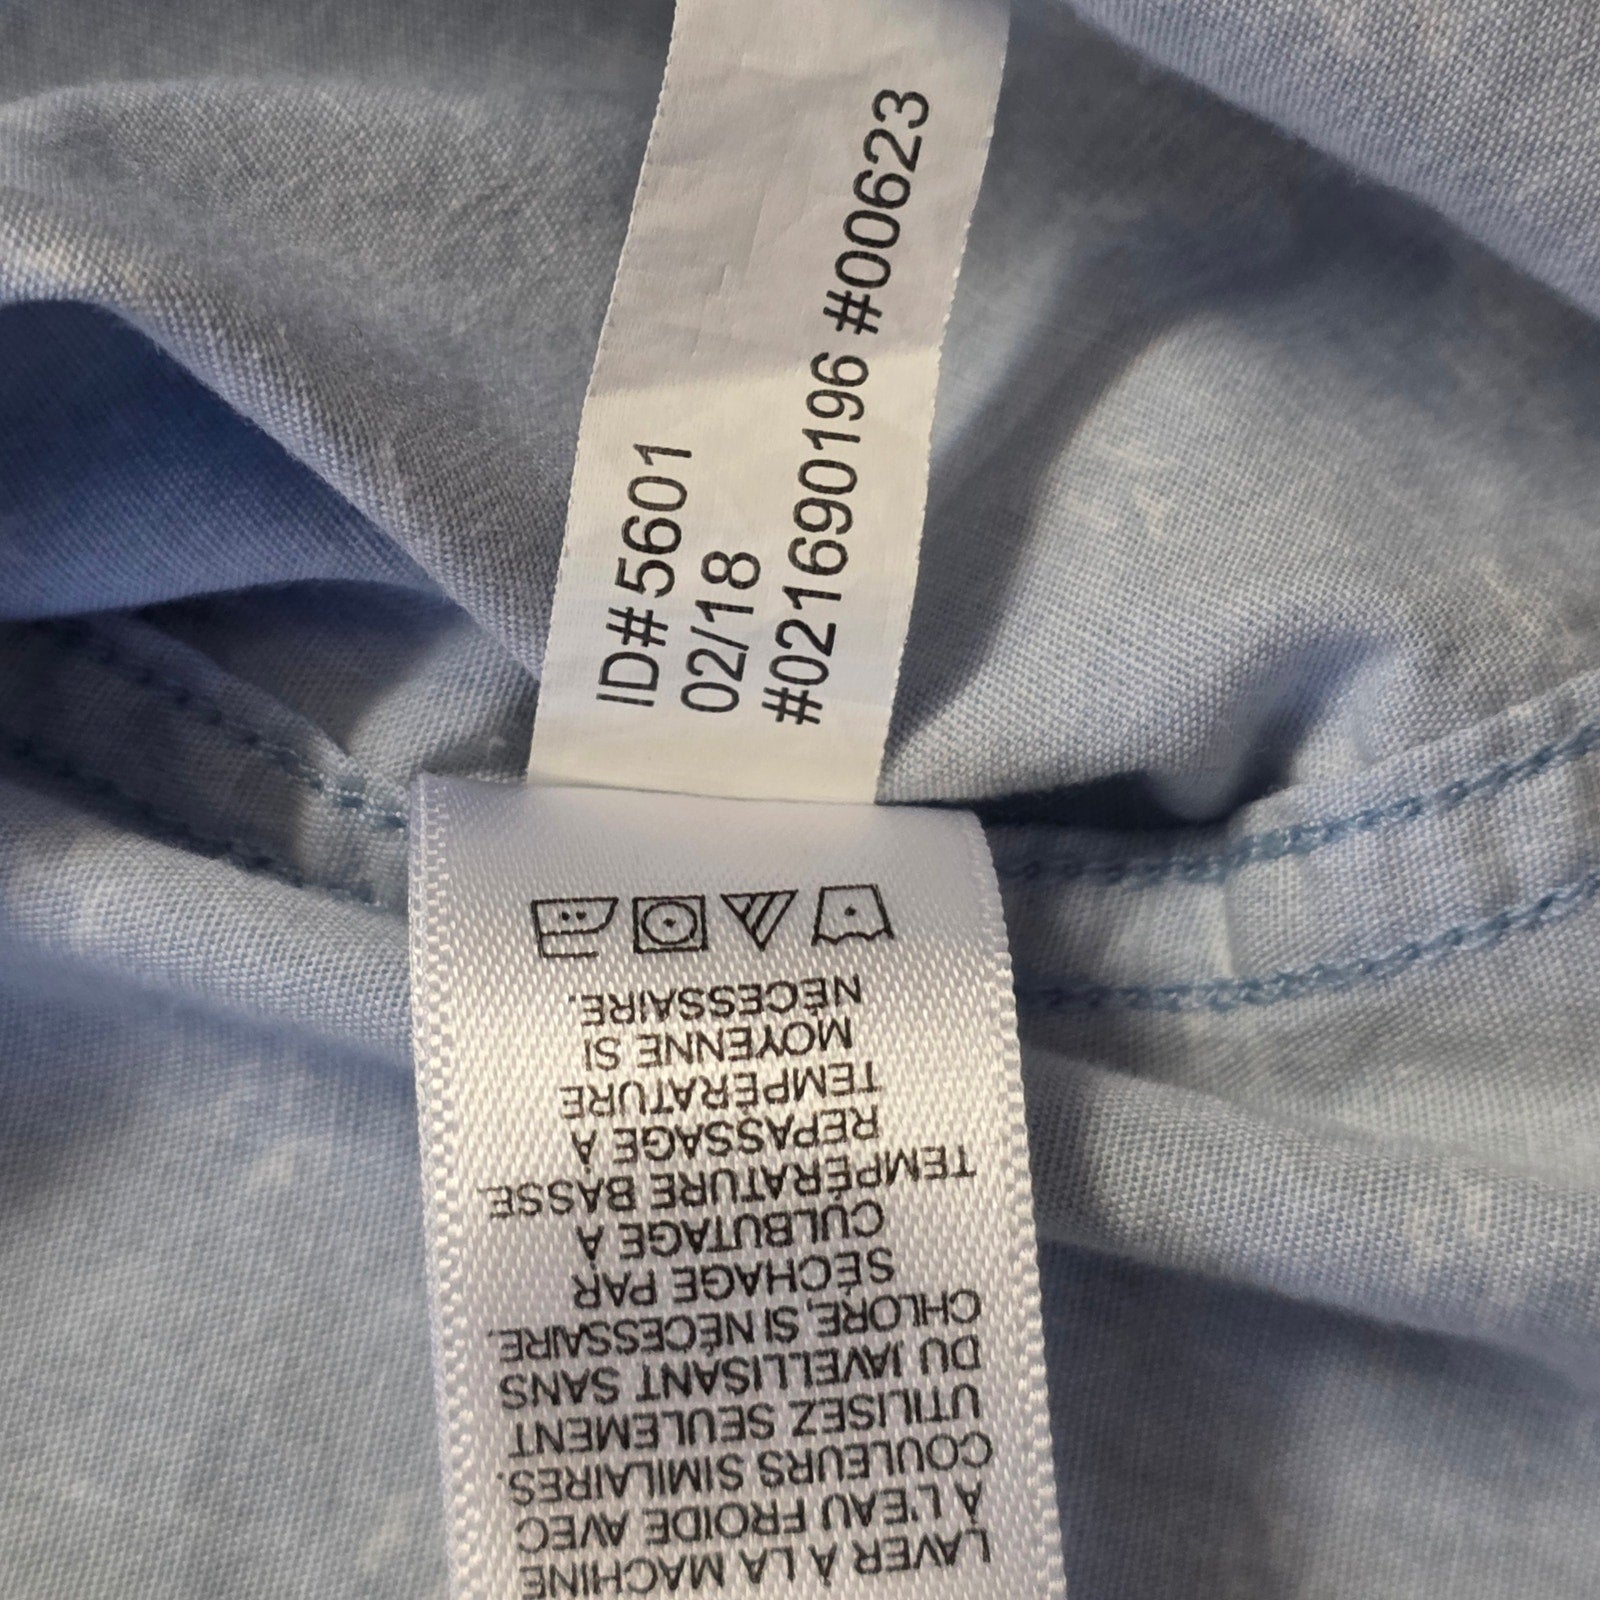 ID#5601
02/18
#021690196 #00623
LAVER À LA MACHINE
À L'EAU FROIDE AVEC
COULEURS SIMILAIRES.
UTILISEZ SEULEMENT
DU JAVELLISANT SANS
CHLORE, SI NÉCESSAIRE.
SÉCHAGE PAR
CULBUTAGE À
TEMPÉRATURE BASSE.
REPASSAGE À
TEMPÉRATURE
MOYENNE SI
NÉCESSAIRE.